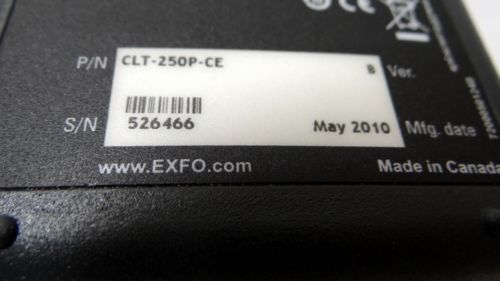 P/N CLT-250P-CE 8 Ver.
S/N 526466 May 2010 Mfg. date
www.EXFO.com Made in Canada